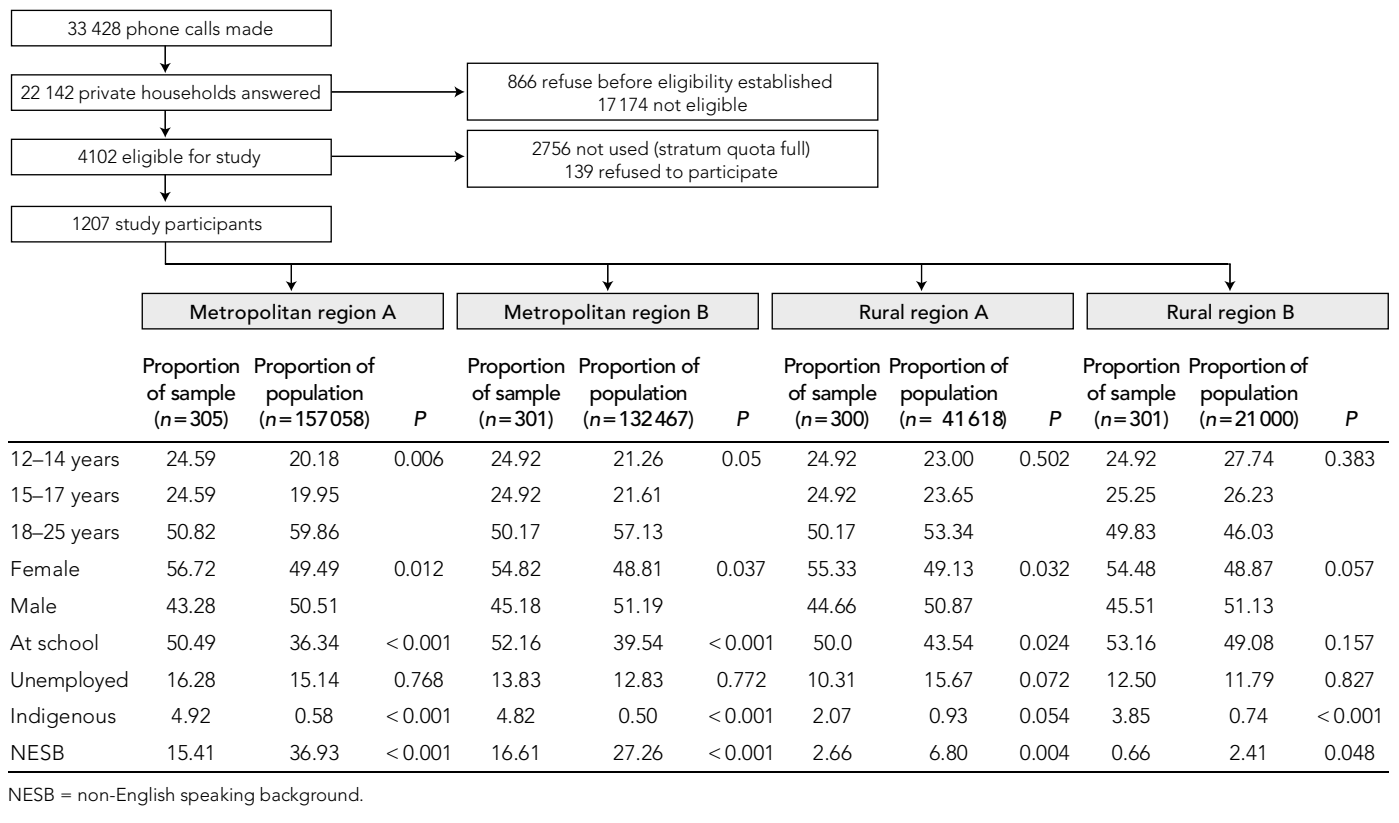 33 428 phone calls made
22 142 private households answered
866 refuse before eligibility established
17 174 not eligible
4102 eligible for study
2756 not used (stratum quota full)
139 refused to participate
1207 study participants
Metropolitan region A Metropolitan region B Rural region A Rural region B
Proportion Proportion of Proportion Proportion of Proportion Proportion of Proportion Proportion of
of sample population of sample population of sample population of sample population
(n=305) (n=157 058) P (n=301) (n=132 467) P (n=300) (n= 41 618) P (n=301) (n=21 000) P
12–14 years 24.59 20.18 0.006 24.92 21.26 0.05 24.92 23.00 0.502 24.92 27.74 0.383
15–17 years 24.59 19.95 24.92 21.61 24.92 23.65 25.25 26.23
18–25 years 50.82 59.86 50.17 57.13 50.17 53.34 49.83 46.03
Female 56.72 49.49 0.012 54.82 48.81 0.037 55.33 49.13 0.032 54.48 48.87 0.057
Male 43.28 50.51 45.18 51.19 44.66 50.87 45.51 51.13
At school 50.49 36.34 <0.001 52.16 39.54 <0.001 50.0 43.54 0.024 53.16 49.08 0.157
Unemployed 16.28 15.14 0.768 13.83 12.83 0.772 10.31 15.67 0.072 12.50 11.79 0.827
Indigenous 4.92 0.58 <0.001 4.82 0.50 <0.001 2.07 0.93 0.054 3.85 0.74 <0.001
NESB 15.41 36.93 <0.001 16.61 27.26 <0.001 2.66 6.80 0.004 0.66 2.41 0.048
NESB = non-English speaking background.